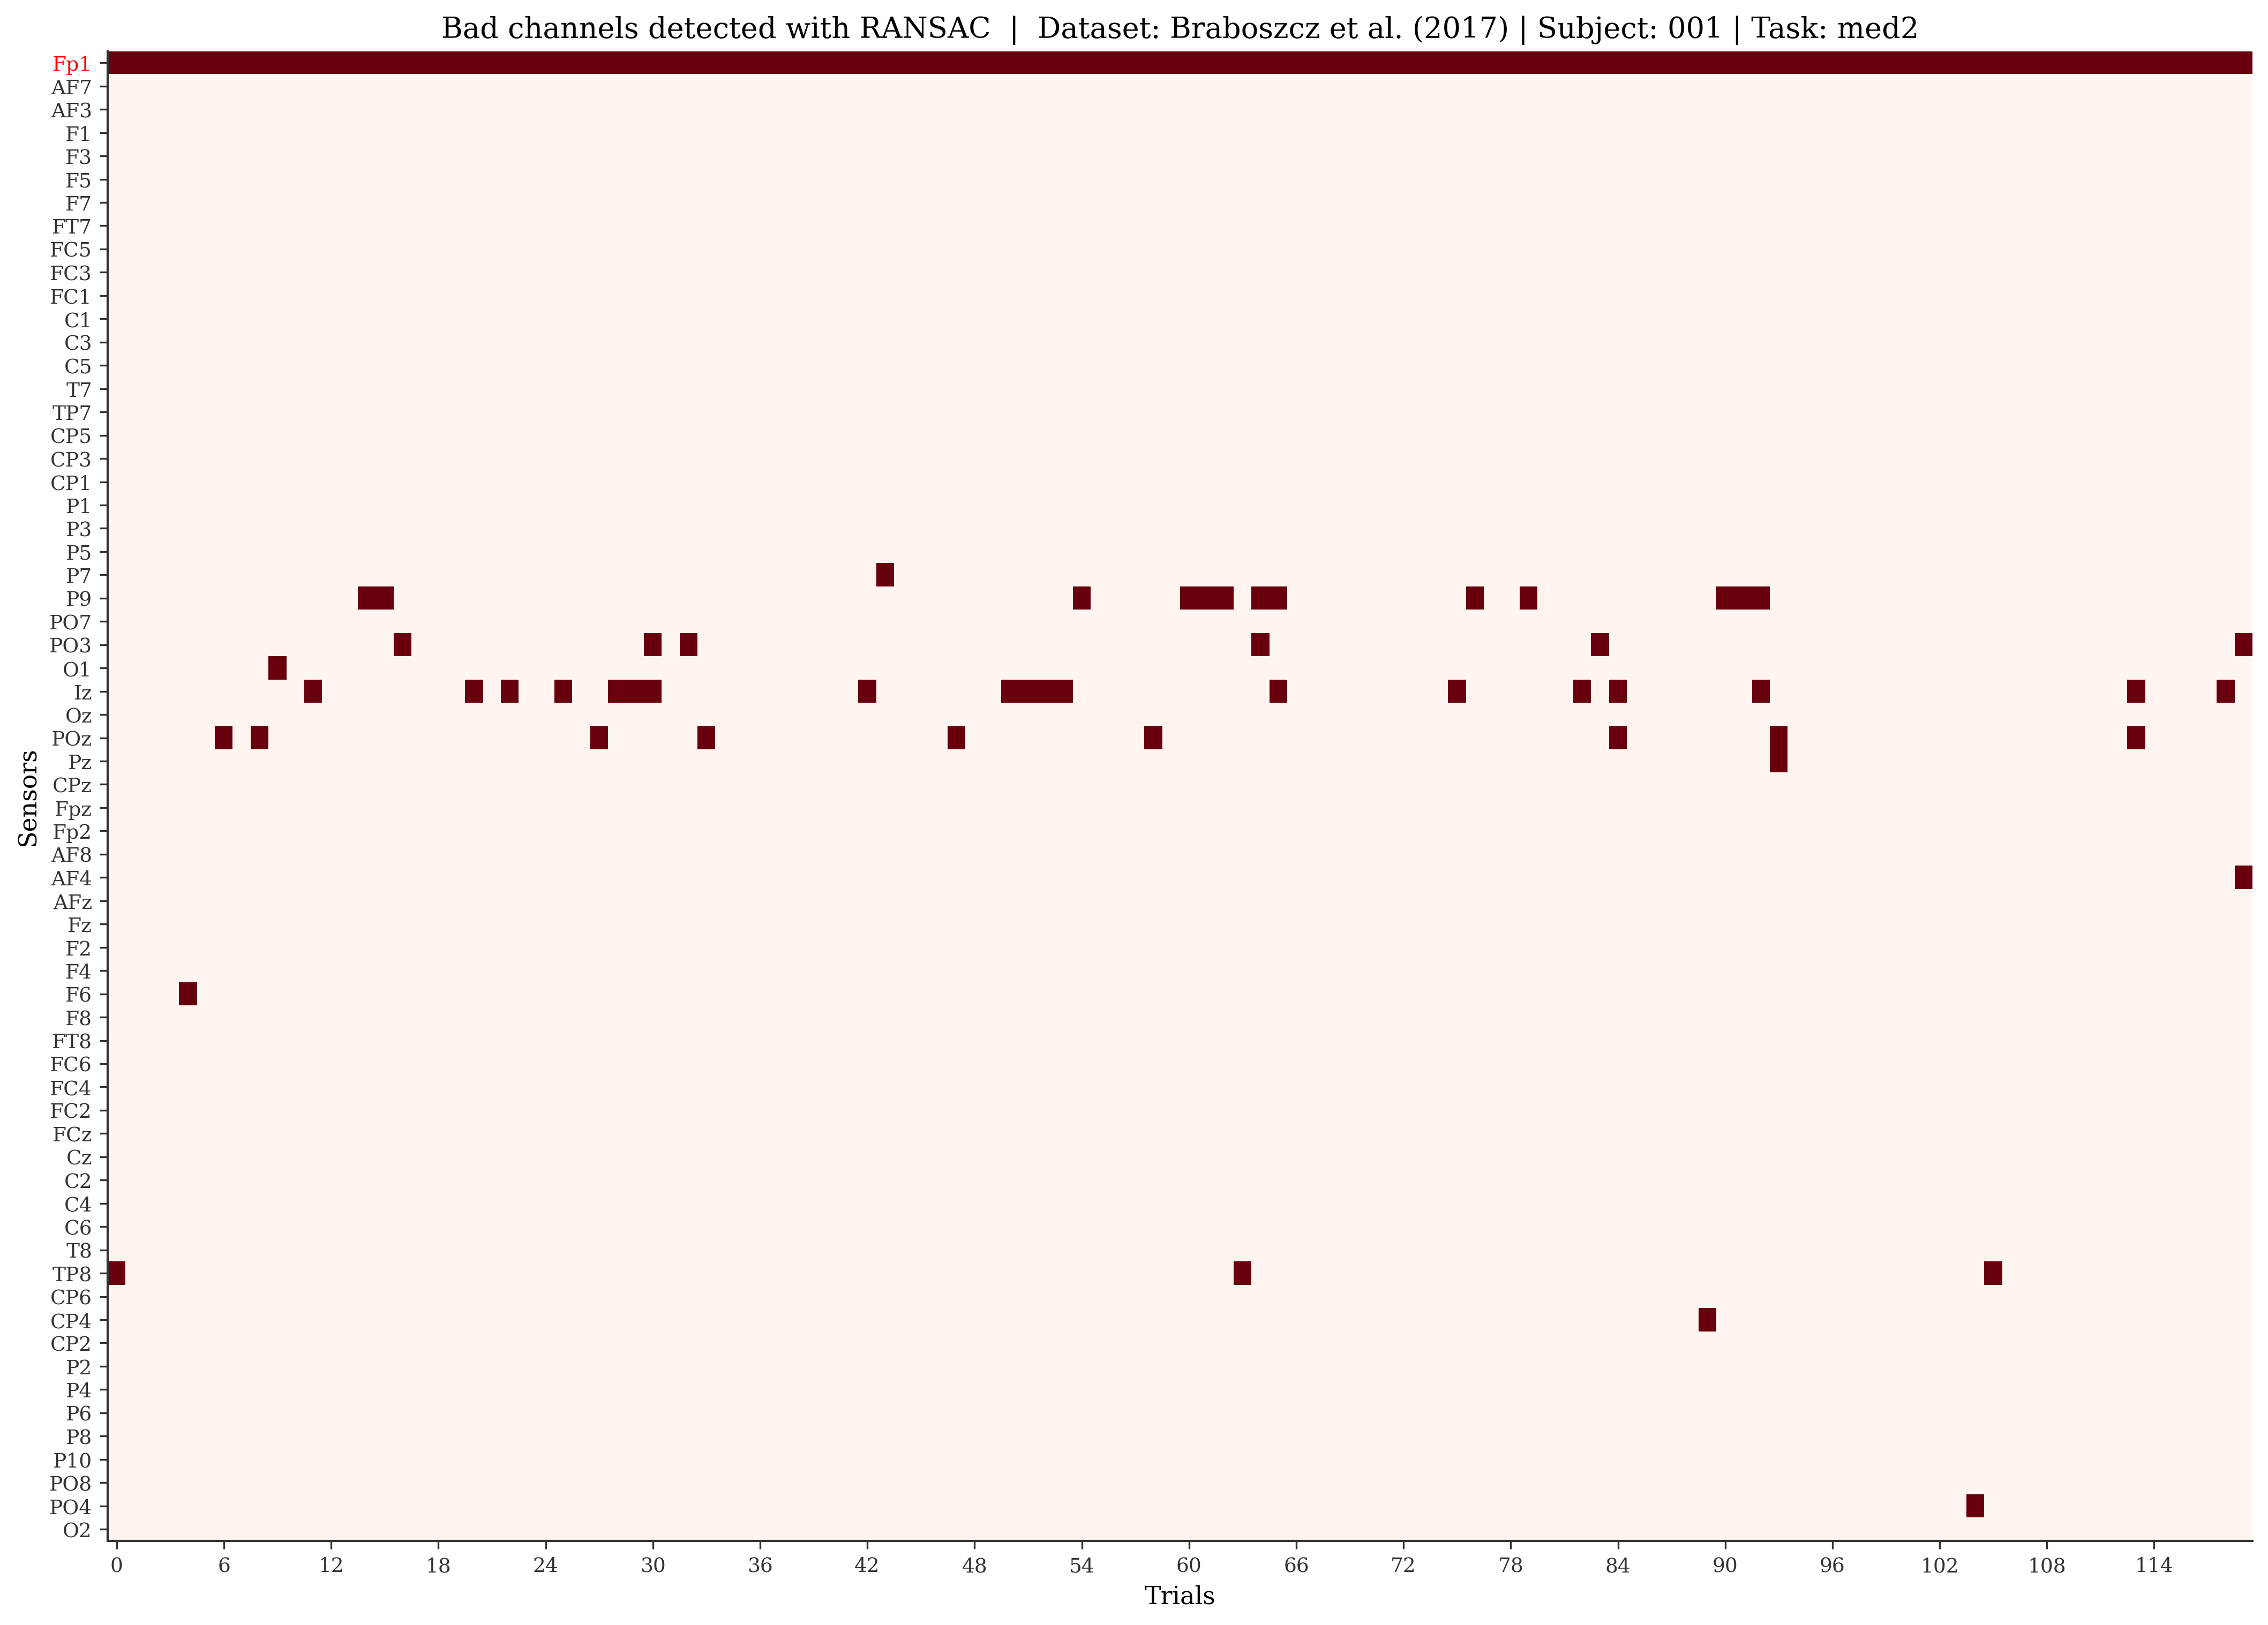 Bad channels detected with RANSAC | Dataset: Braboszcz et al. (2017) | Subject: 001 | Task: med2
Fp1
AF7
AF3
F1
F3
F5
F7
FT7
FC5
FC3
FC1
C1
C3
C5
T7
TP7
CP5
CP3
CP1
P1
P3
P5
P7
P9
PO7
PO3
O1
Iz
Oz
POz
Pz
CPz
Fpz
Fp2
AF8
AF4
AFz
Fz
F2
F4
F6
F8
FT8
FC6
FC4
FC2
FCz
Cz
C2
C4
C6
T8
TP8
CP6
CP4
CP2
P2
P4
P6
P8
P10
PO8
PO4
O2
Sensors
0 6 12 18 24 30 36 42 48 54 60 66 72 78 84 90 96 102 108 114
Trials